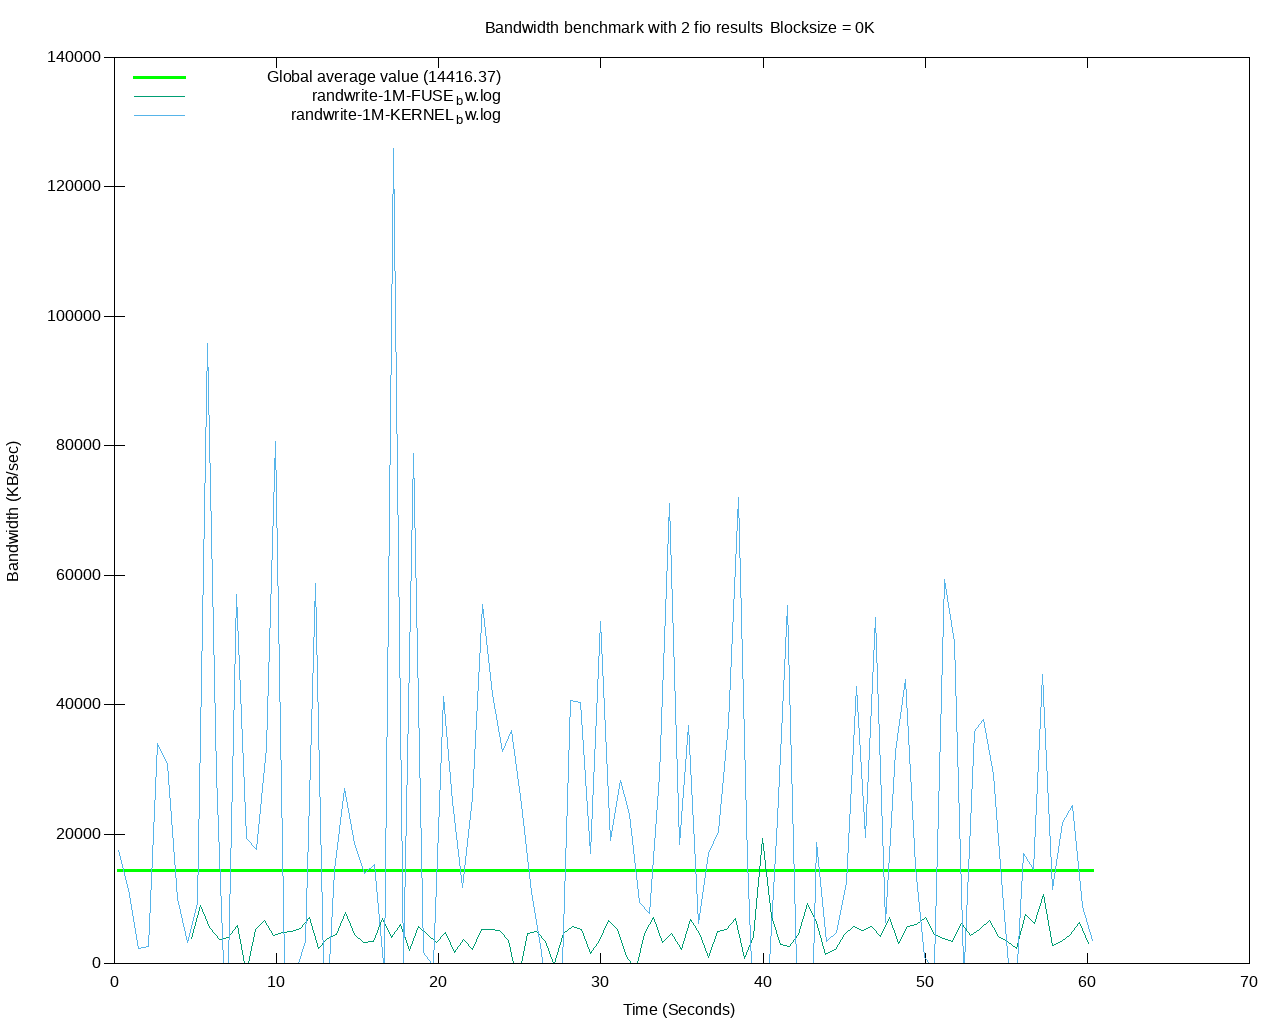 Bandwidth benchmark with 2 fio results Blocksize = 0K
140000
120000
100000
80000
60000
40000
20000
0
Global average value (14416.37)
randwrite-1M-FUSE_bw.log
randwrite-1M-KERNEL_bw.log
Bandwidth (KB/sec)
0 10 20 30 40 50 60 70
Time (Seconds)